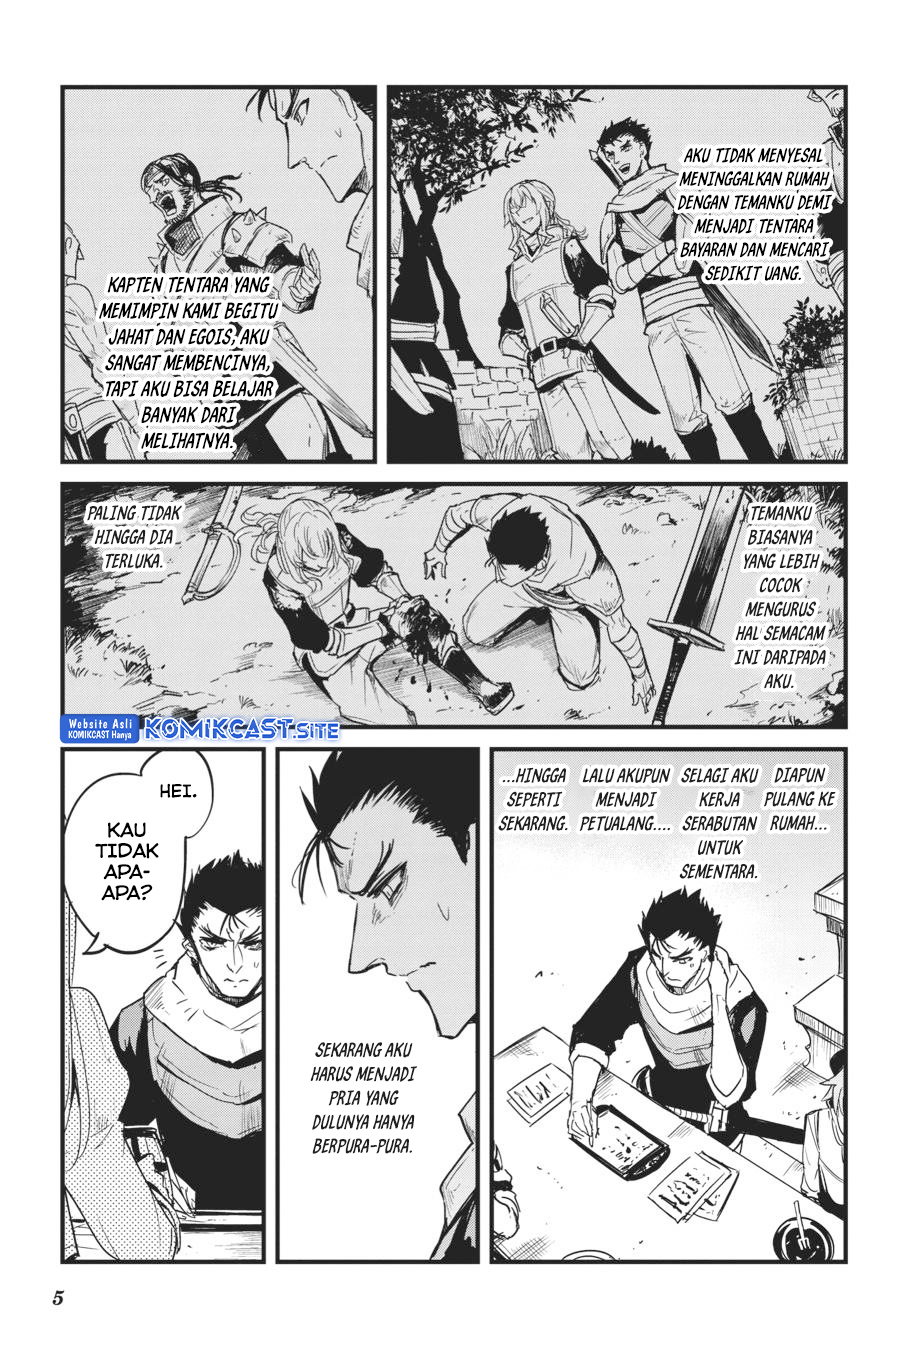 AKU TIDAK MENYESAL
MENINGGALKAN RUMAH
DENGAN TEMANKU DEMI
MENJADI TENTARA
BAYARAN DAN MENCARI
SEDIKIT UANG.
KAPTEN TENTARA YANG
MEMIMPIN KAMI BEGITU
JAHAT DAN EGOIS, AKU
SANGAT MEMBENCINYA,
TAPI AKU BISA BELAJAR
BANYAK DARI
MELIHATNYA.
TEMANKU
BIASANYA
YANG LEBIH
COCOK
MENGURUS
HAL SEMACAM
INI DARIPADA
AKU.
PALING TIDAK
HINGGA DIA
TERLUKA.
Website Asli
KOMIKCAST Hanya
KOMIKCAST.SITE
DIAPUN
PULANG KE
RUMAH...
SELAGI AKU
KERJA
SERABUTAN
UNTUK
SEMENTARA.
LALU AKUPUN
MENJADI
PETUALANG....
...HINGGA
SEPERTI
SEKARANG.
SEKARANG AKU
HARUS MENJADI
PRIA YANG
DULUNYA HANYA
BERPURA-PURA.
HEI.
KAU
TIDAK
APA-
APA?
5